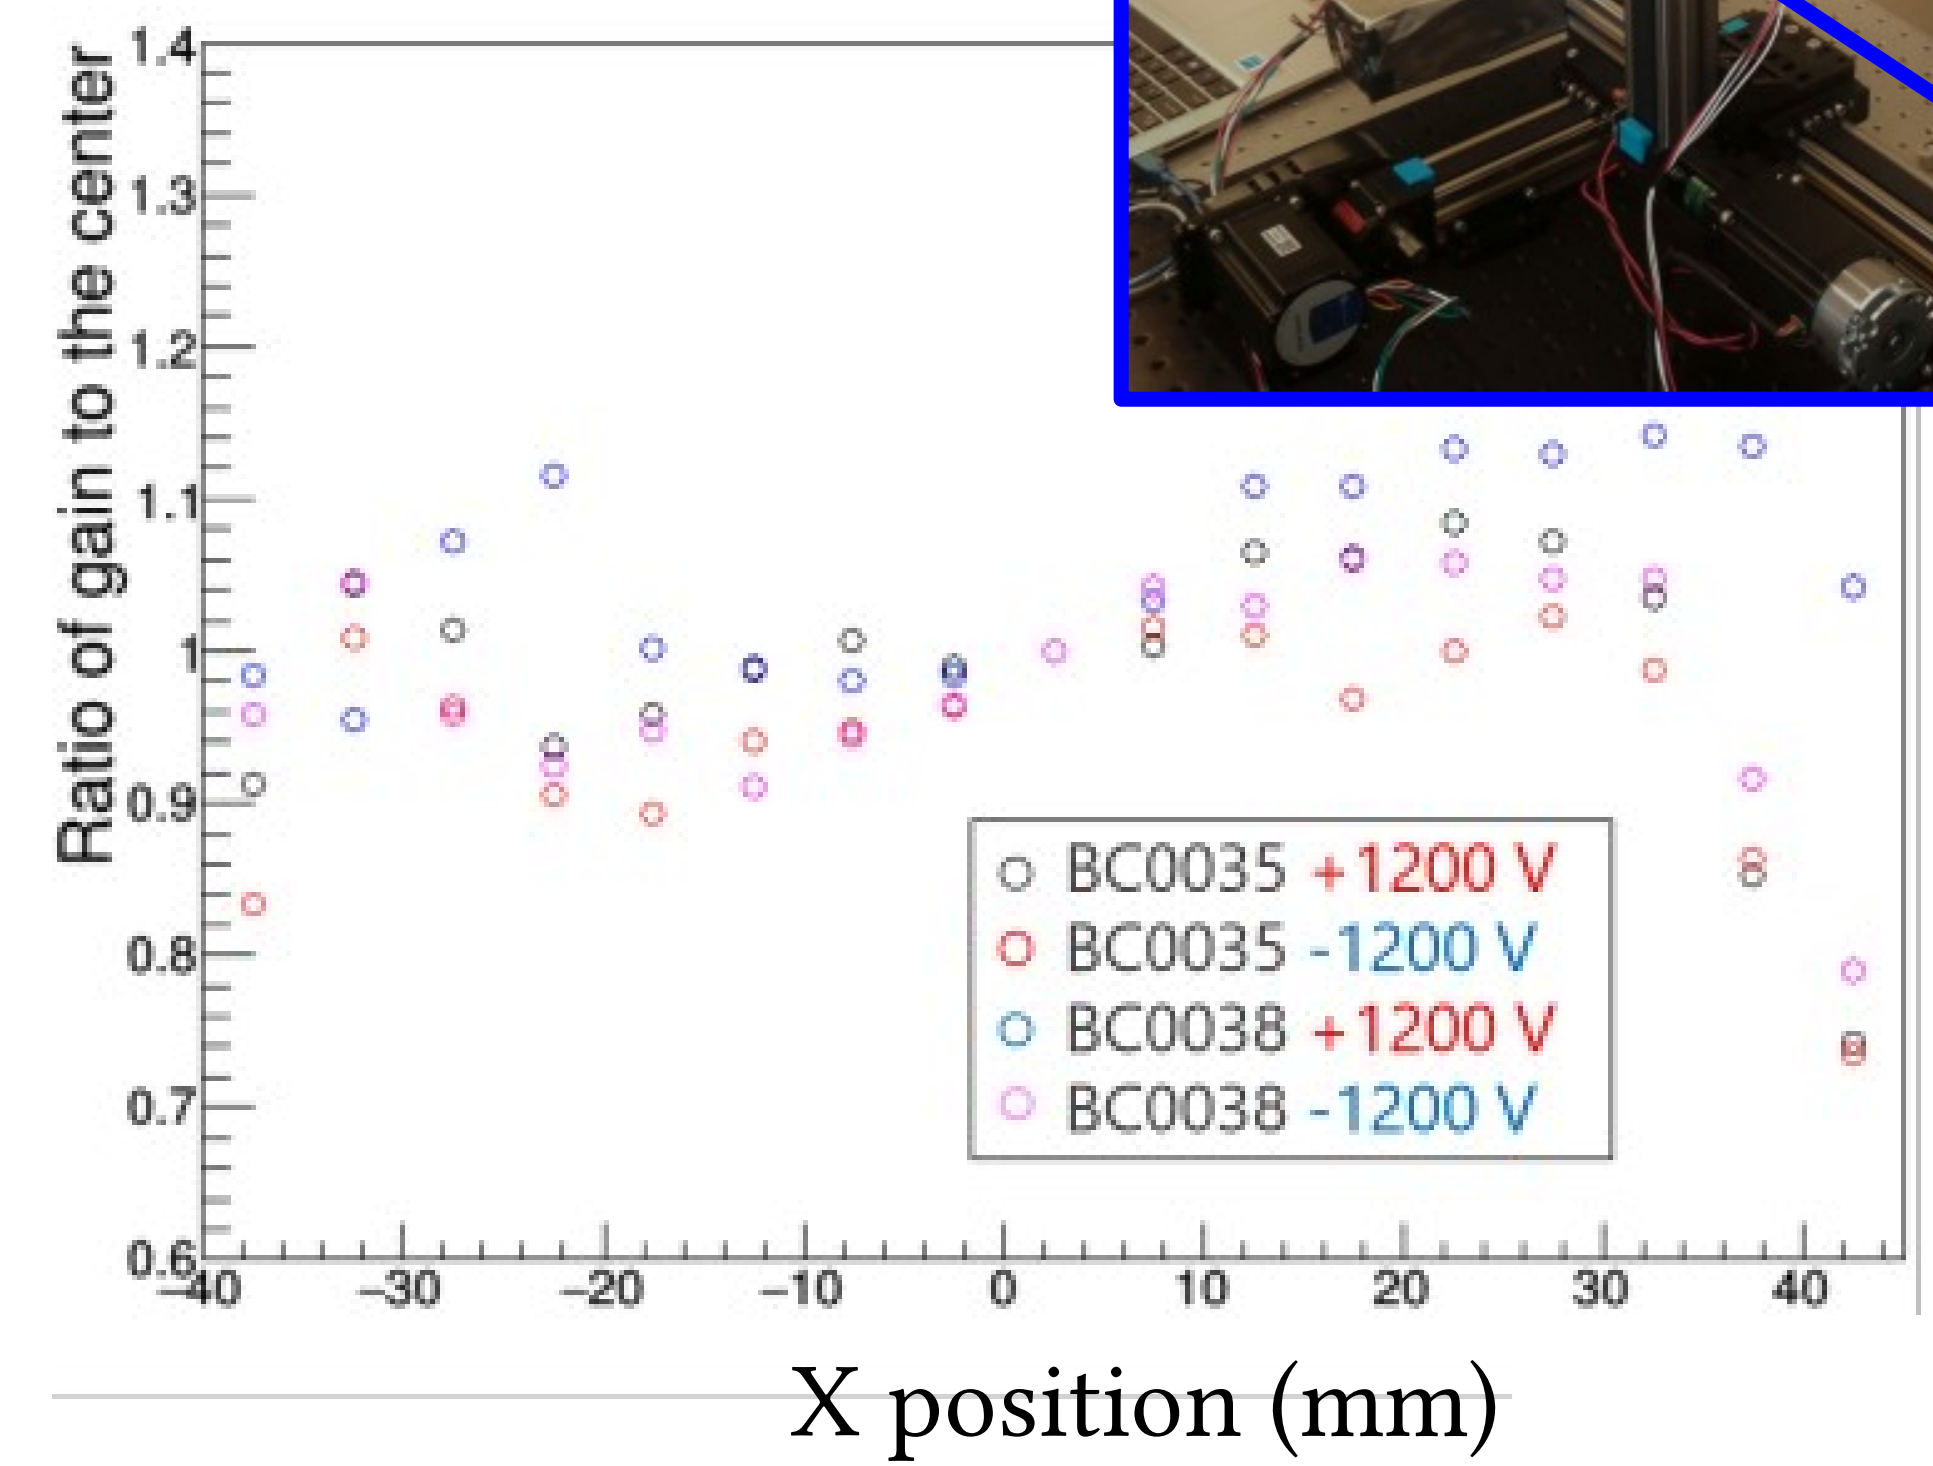 Ratio of gain to the center
1.4
1.3
1.2
1.1
1
0.9
0.8
0.7
0.6
BC0035 +1200 V
BC0035 -1200 V
BC0038 +1200 V
BC0038 -1200 V
−40 −30 −20 −10 0 10 20 30 40
X position (mm)